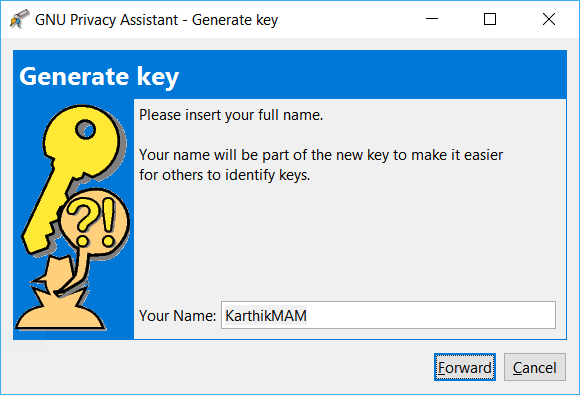 GNU Privacy Assistant - Generate key
Generate key
Please insert your full name.
Your name will be part of the new key to make it easier
for others to identify keys.
?!
Your Name: KarthikMAM
Forward Cancel